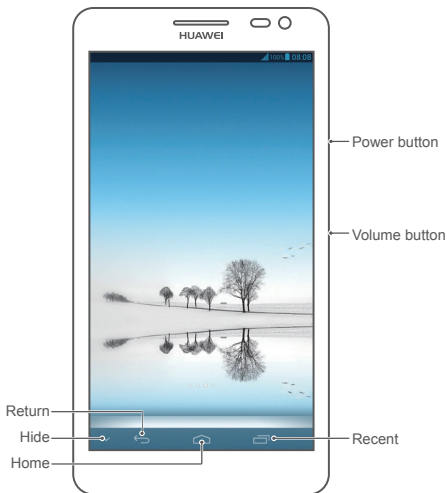 HUAWEI
100% 08:08
Power button
Volume button
Return
Hide
Home
Recent